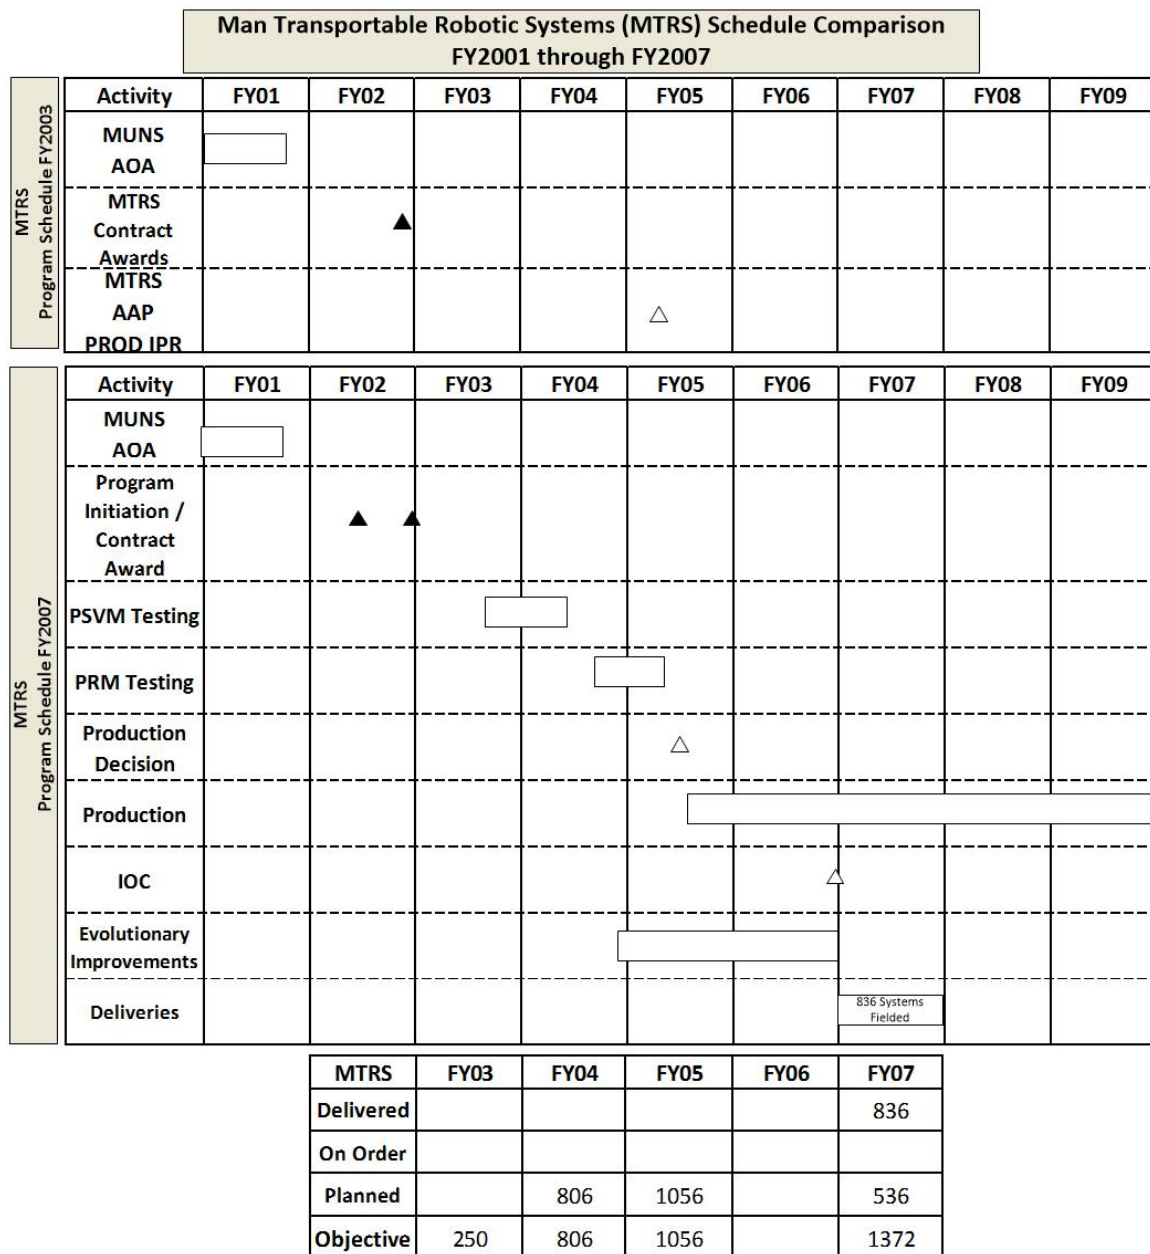 Man Transportable Robotic Systems (MTRS) Schedule Comparison
FY2001 through FY2007
MTRS
Program Schedule FY2003
Activity FY01 FY02 FY03 FY04 FY05 FY06 FY07 FY08 FY09
MUNS
AOA
MTRS
Contract
Awards
MTRS
AAP
PROD IPR
MTRS
Program Schedule FY2007
Activity FY01 FY02 FY03 FY04 FY05 FY06 FY07 FY08 FY09
MUNS
AOA
Program
Initiation /
Contract
Award
PSVM Testing
PRM Testing
Production
Decision
Production
IOC
Evolutionary
Improvements
Deliveries
836 Systems
Fielded
MTRS FY03 FY04 FY05 FY06 FY07
Delivered 836
On Order
Planned 806 1056 536
Objective 250 806 1056 1372